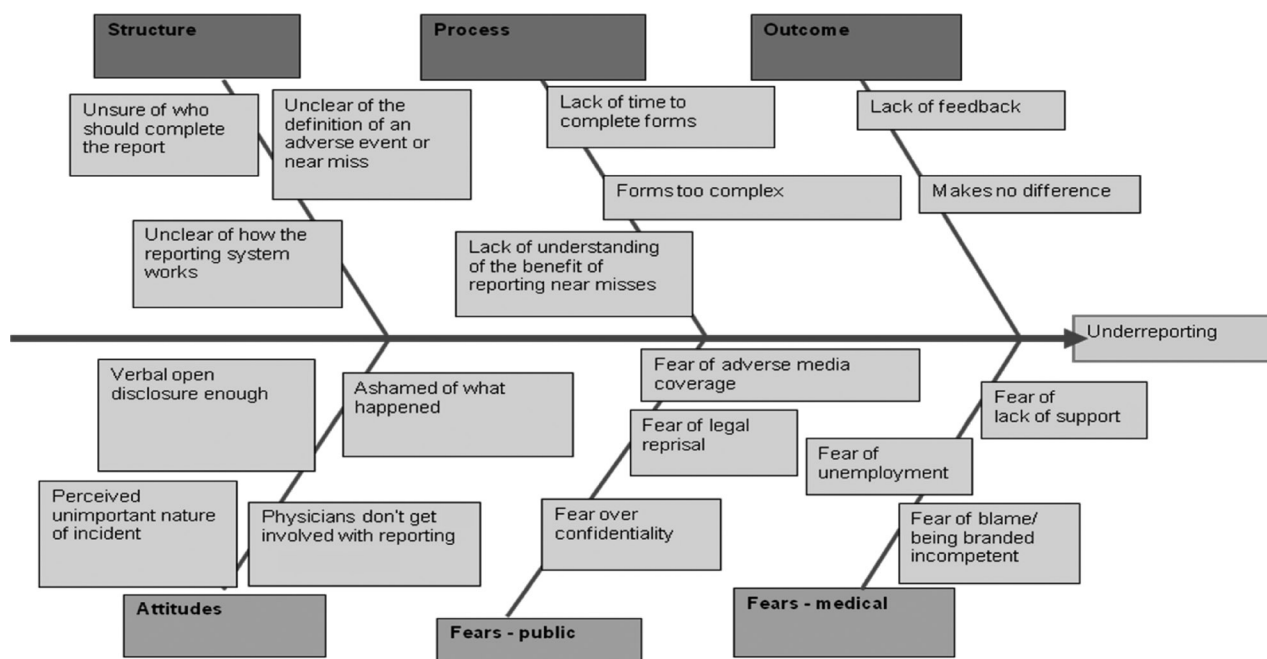 Structure
Process
Outcome
Unsure of who
should complete
the report
Unclear of the
definition of an
adverse event or
near miss
Lack of time to
complete forms
Lack of feedback
Forms too complex
Makes no difference
Unclear of how the
reporting system
works
Lack of understanding
of the benefit of
reporting near misses
Underreporting
Verbal open
disclosure enough
Ashamed of what
happened
Fear of adverse media
coverage
Fear of
lack of support
Fear of legal
reprisal
Fear of
unemployment
Perceived
unimportant nature
of incident
Physicians don't get
involved with reporting
Fear over
confidentiality
Fear of blame/
being branded
incompetent
Attitudes
Fears - public
Fears - medical